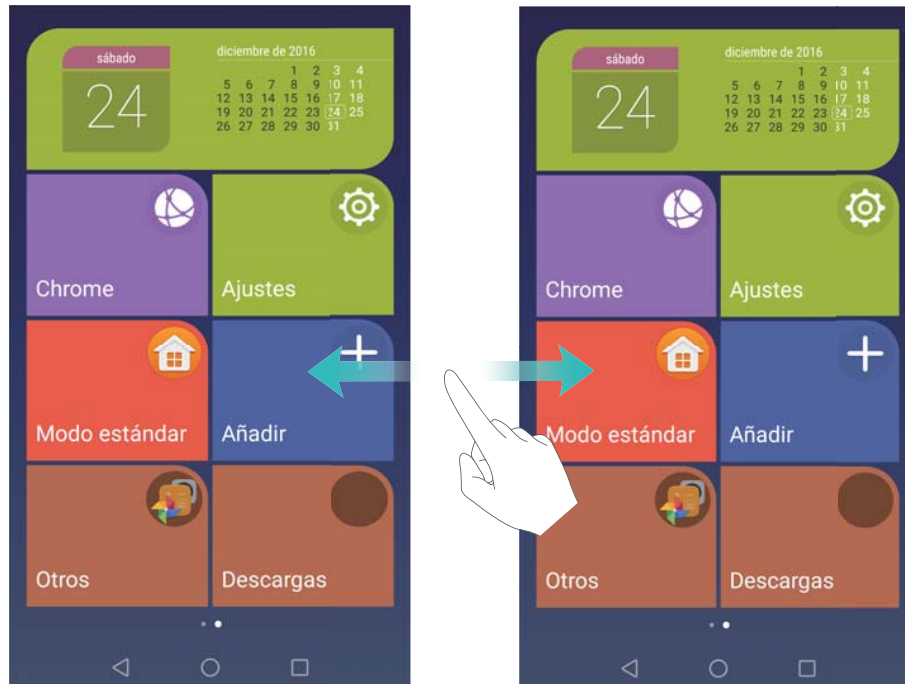 sábado
24
diciembre de 2016
1 2 3 4
5 6 7 8 9 10 11
12 13 14 15 16 17 18
19 20 21 22 23 24 25
26 27 28 29 30 31
Chrome
Ajustes
Modo estándar
Añadir
Otros
Descargas
sábado
24
diciembre de 2016
1 2 3 4
5 6 7 8 9 10 11
12 13 14 15 16 17 18
19 20 21 22 23 24 25
26 27 28 29 30 31
Chrome
Ajustes
Modo estándar
Añadir
Otros
Descargas